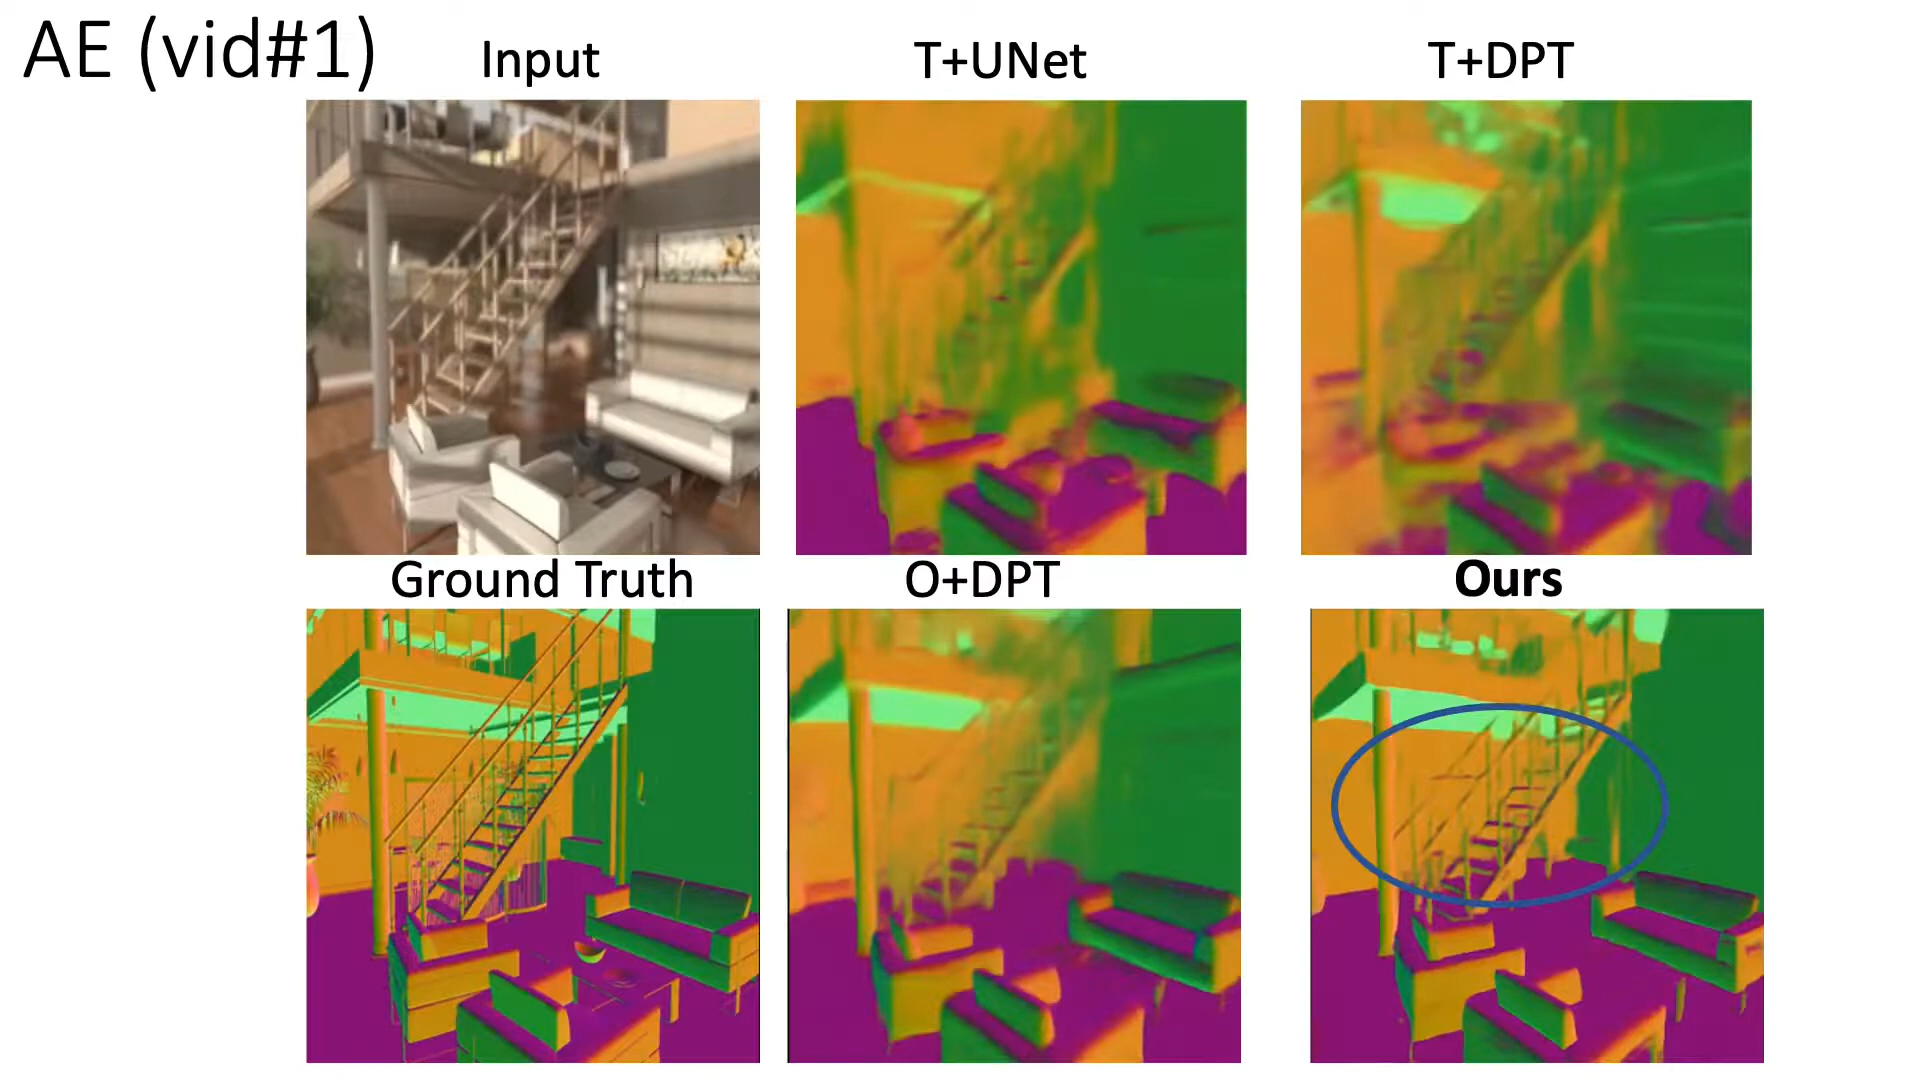 AE (vid#1)
Input
T+UNet
T+DPT
Ground Truth
O+DPT
Ours